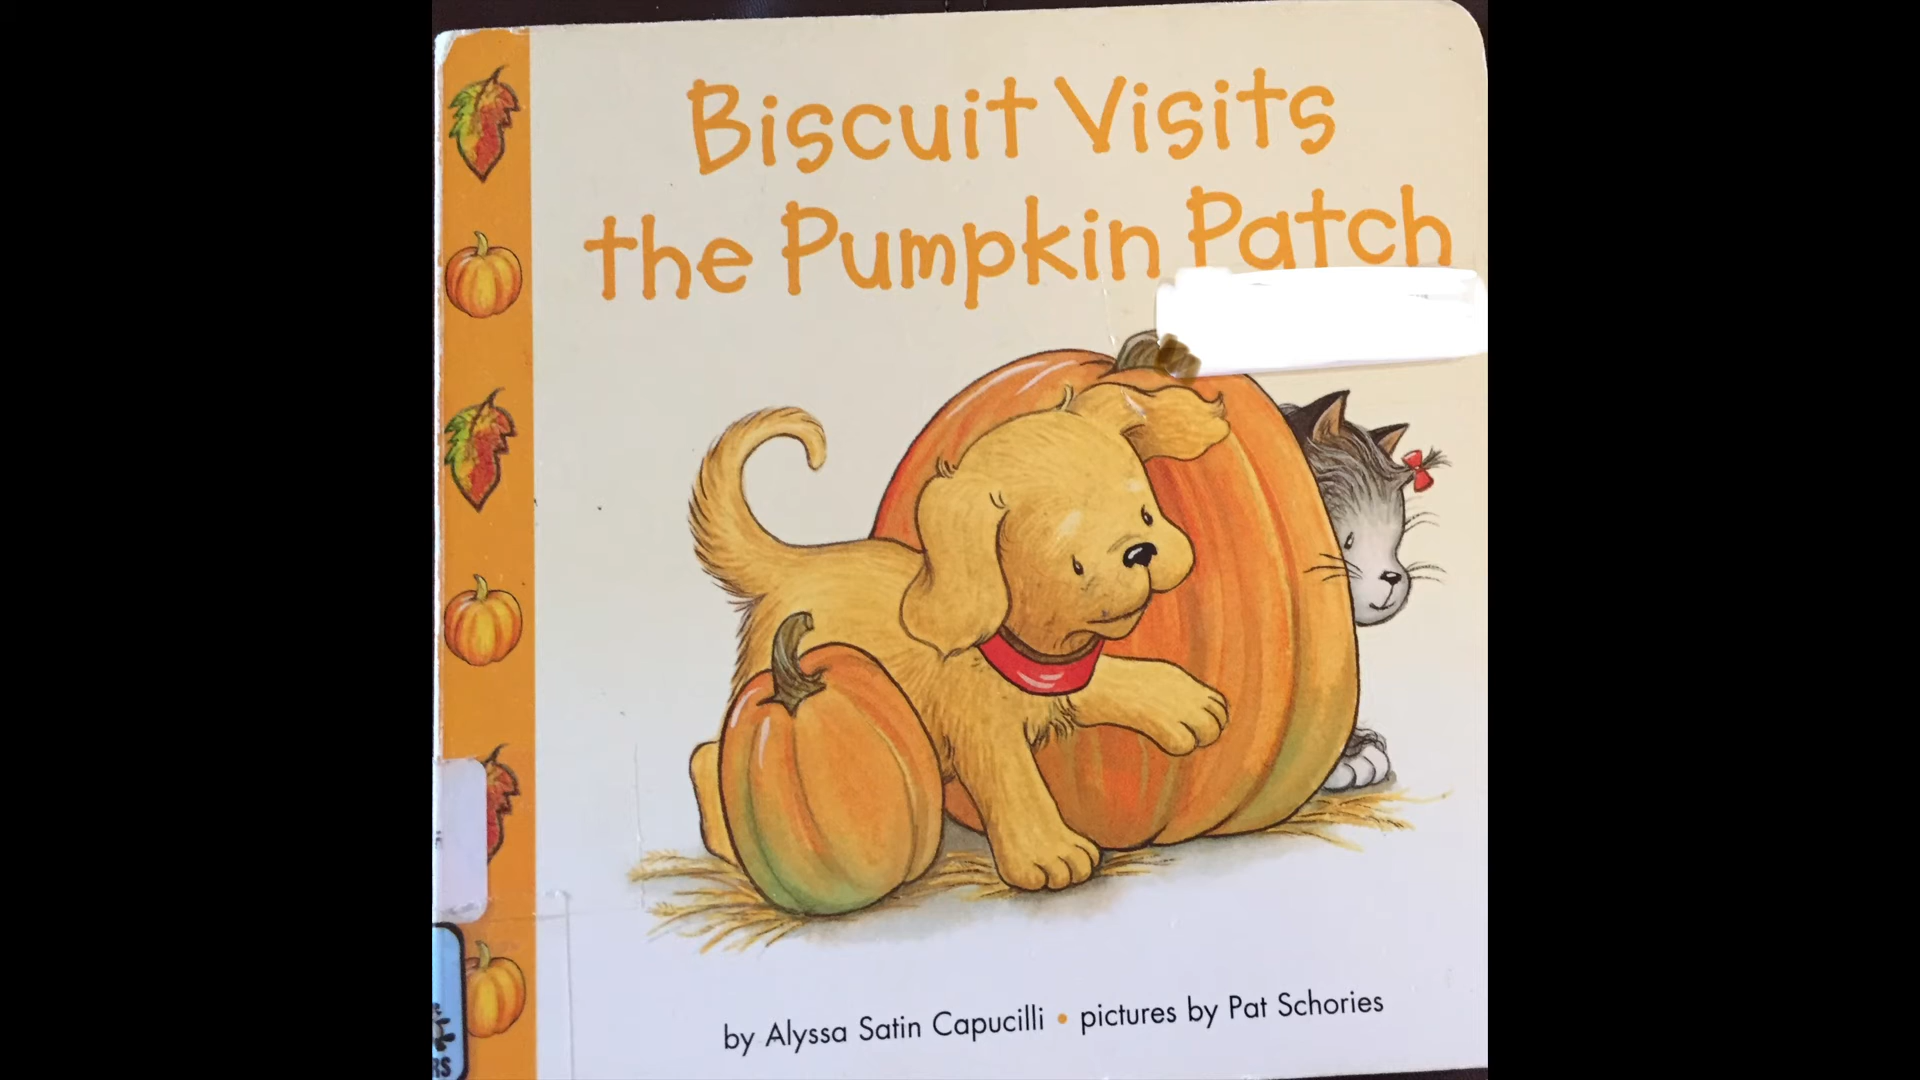 Biscuit Visits
the Pumpkin Patch
by Alyssa Satin Capucilli • pictures by Pat Schories